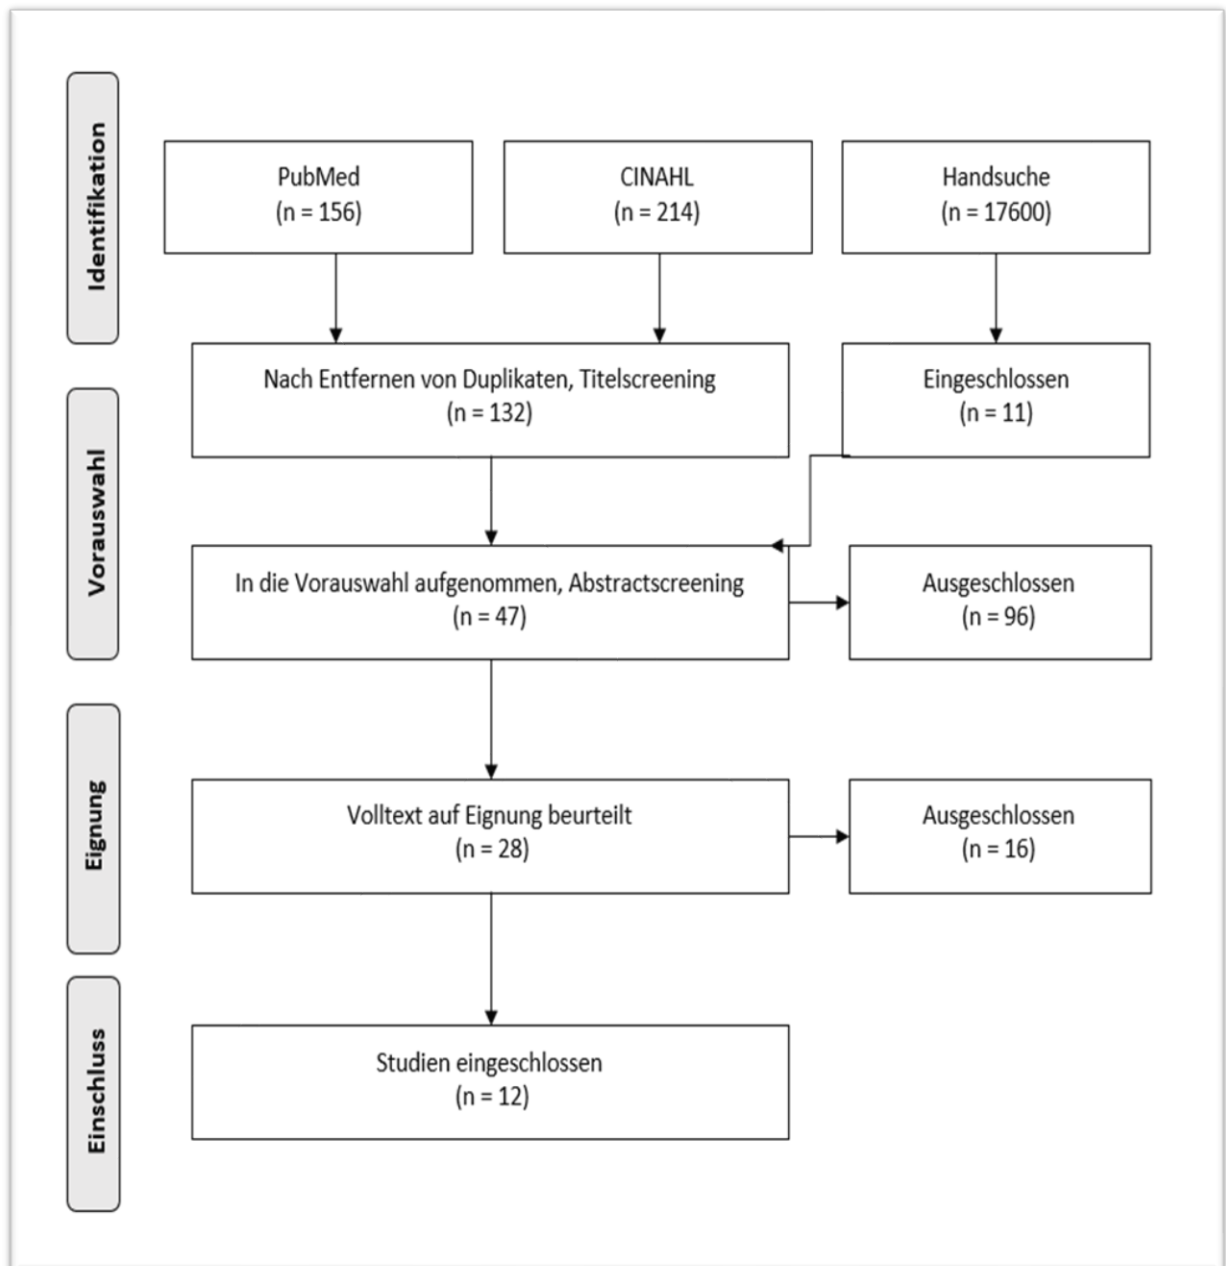 Identifikation
PubMed
(n = 156)
CINAHL
(n = 214)
Handsuche
(n = 17600)
Nach Entfernen von Duplikaten, Titelscreening
(n = 132)
Eingeschlossen
(n = 11)
Vorauswahl
In die Vorauswahl aufgenommen, Abstractscreening
(n = 47)
Ausgeschlossen
(n = 96)
Eignung
Volltext auf Eignung beurteilt
(n = 28)
Ausgeschlossen
(n = 16)
Einschluss
Studien eingeschlossen
(n = 12)